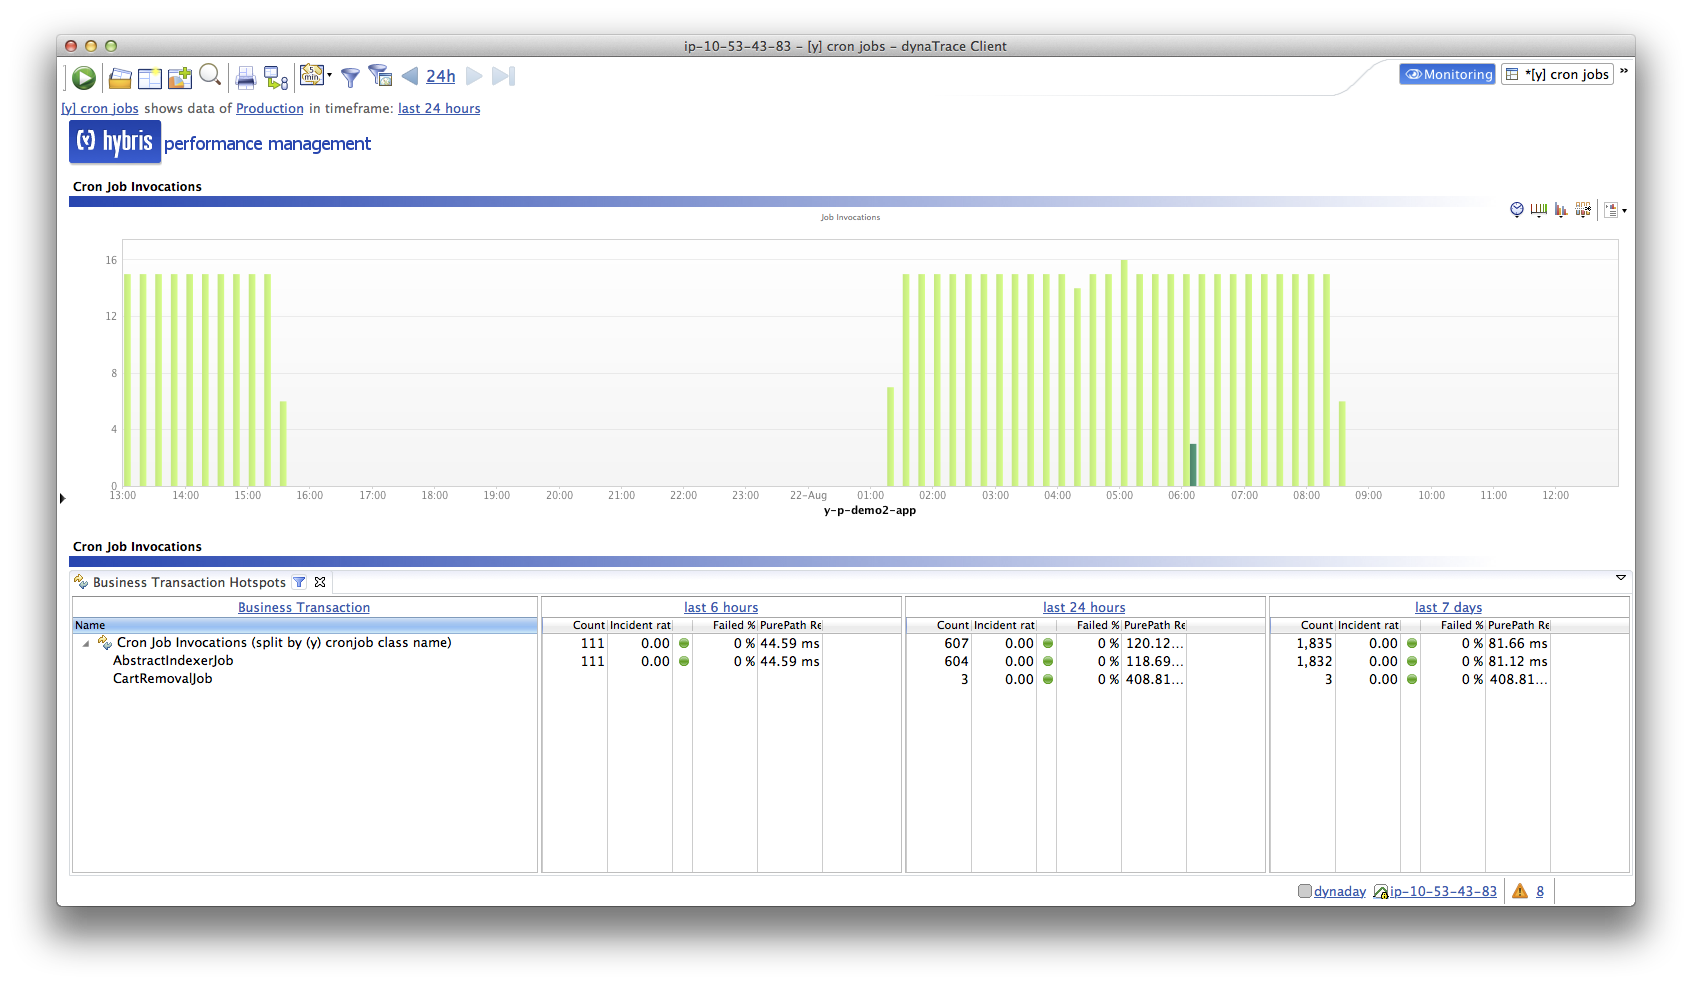 ip-10-53-43-83 – [y] cron jobs – dynaTrace Client
5 min. 24h Monitoring *[y] cron jobs »
[y] cron jobs shows data of Production in timeframe: last 24 hours
(y) hybris performance management
Cron Job Invocations
Job Invocations
16
12
8
4
0
13:00 14:00 15:00 16:00 17:00 18:00 19:00 20:00 21:00 22:00 23:00 22-Aug 01:00 02:00 03:00 04:00 05:00 06:00 07:00 08:00 09:00 10:00 11:00 12:00
y-p-demo2-app
Cron Job Invocations
Business Transaction Hotspots
Business Transaction last 6 hours last 24 hours last 7 days
Name Count Incident rat Failed % PurePath Re Count Incident rat Failed % PurePath Re Count Incident rat Failed % PurePath Re
Cron Job Invocations (split by (y) cronjob class name) 111 0.00 0 % 44.59 ms 607 0.00 0 % 120.12... 1,835 0.00 0 % 81.66 ms
AbstractIndexerJob 111 0.00 0 % 44.59 ms 604 0.00 0 % 118.69... 1,832 0.00 0 % 81.12 ms
CartRemovalJob 3 0.00 0 % 408.81... 3 0.00 0 % 408.81...
dynaday ip-10-53-43-83 8